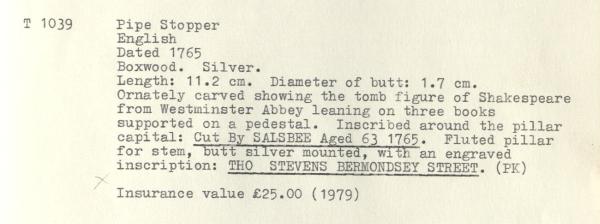 T 1039 Pipe Stopper
English
Dated 1765
Boxwood. Silver.
Length: 11.2 cm. Diameter of butt: 1.7 cm.
Ornately carved showing the tomb figure of Shakespeare
from Westminster Abbey leaning on three books
supported on a pedestal. Inscribed around the pillar
capital: Cut By SALSBEE Aged 63 1765. Fluted pillar
for stem, butt silver mounted, with an engraved
inscription: THO STEVENS BERMONDSEY STREET. (PK)
Insurance value £25.00 (1979)